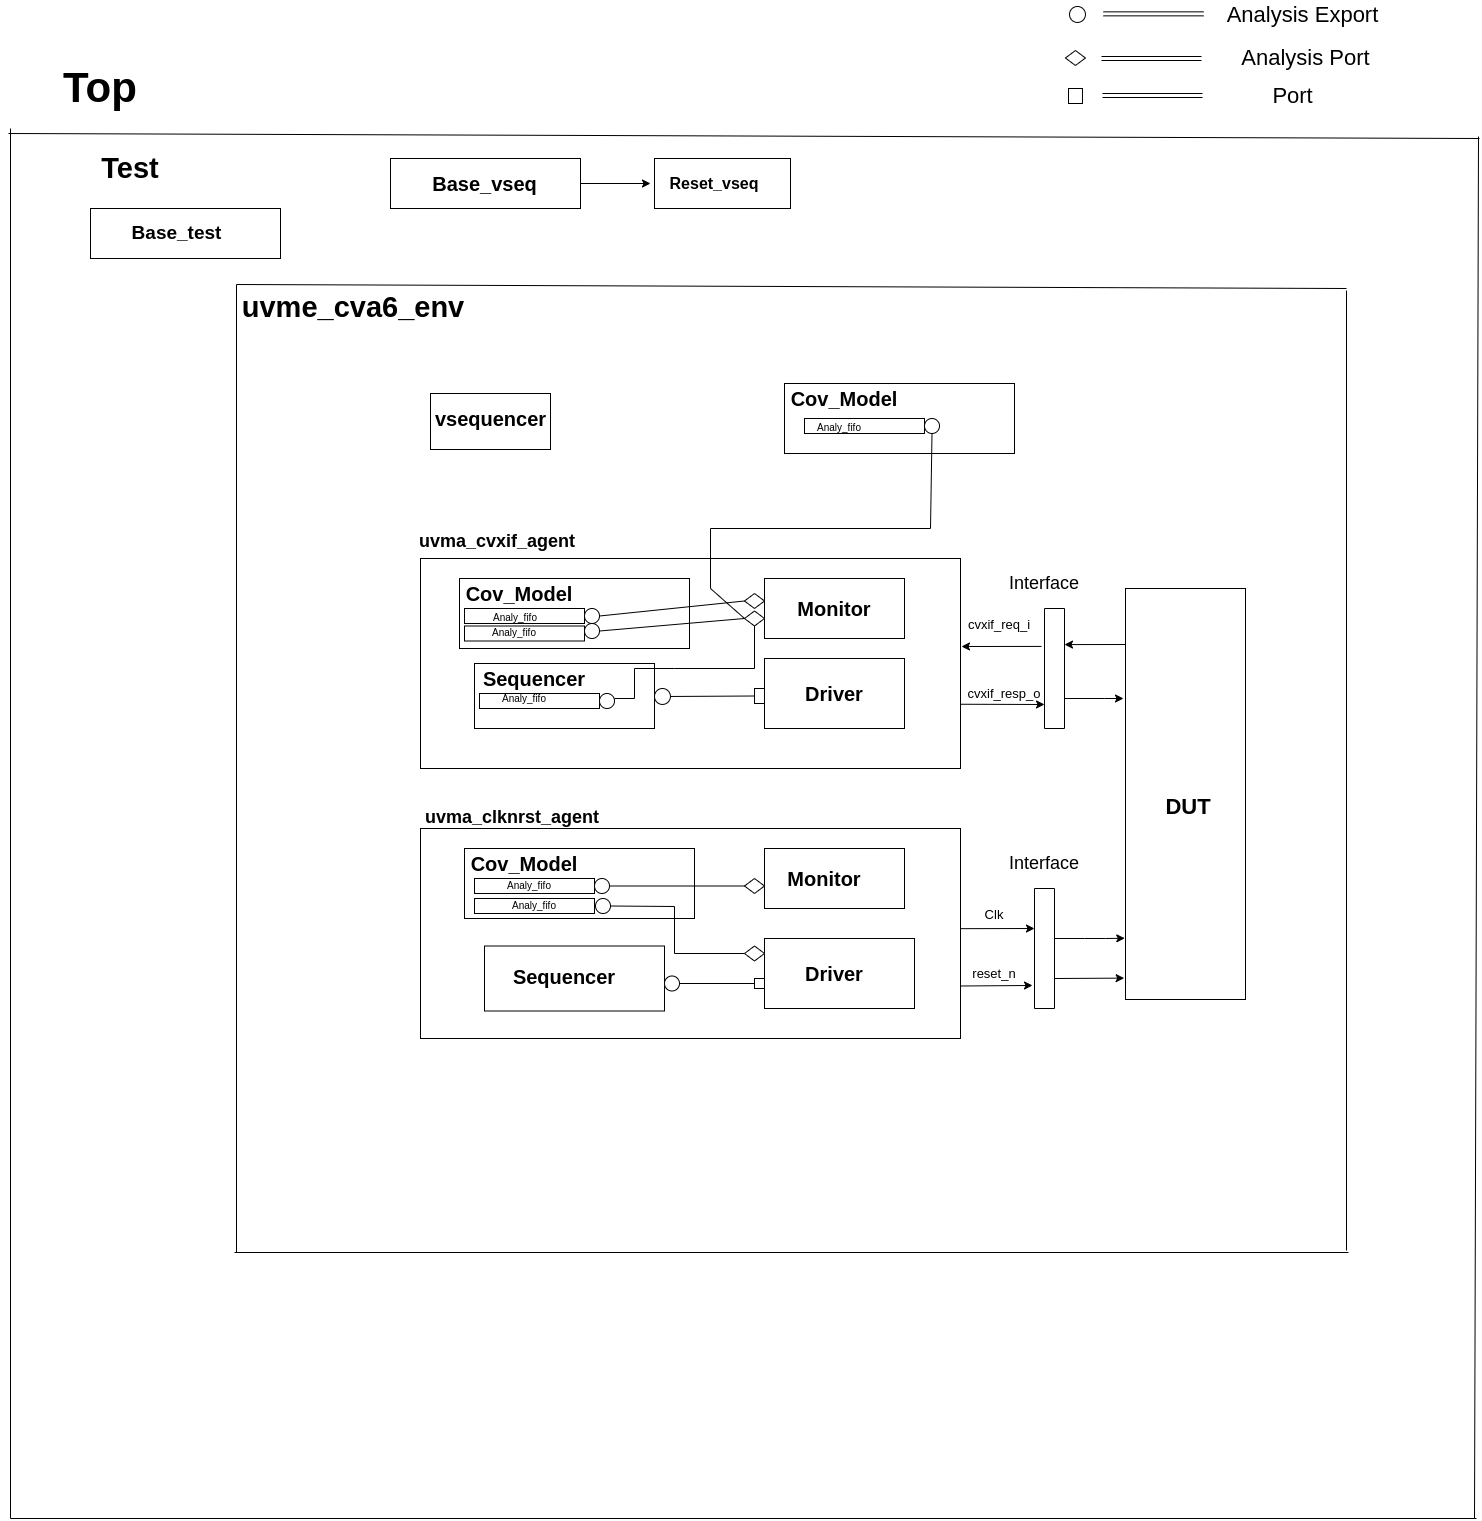 Analysis Export
Analysis Port
Port
Top
Test
Base_vseq
Reset_vseq
Base_test
uvme_cva6_env
vsequencer
Cov_Model
Analy_fifo
uvma_cvxif_agent
Cov_Model
Analy_fifo
Analy_fifo
Monitor
Sequencer
Analy_fifo
Driver
Interface
cvxif_req_i
cvxif_resp_o
DUT
uvma_clknrst_agent
Cov_Model
Analy_fifo
Analy_fifo
Monitor
Sequencer
Driver
Interface
Clk
reset_n